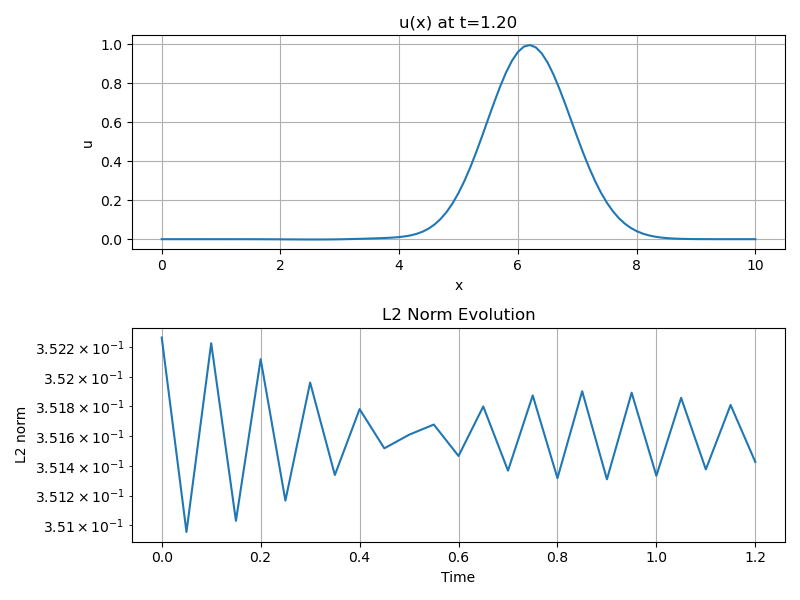 u(x) at t=1.20
1.0
0.8
0.6
0.4
0.2
0.0
u
0 2 4 6 8 10
x
L2 Norm Evolution
3.522 × 10⁻¹
3.52 × 10⁻¹
3.518 × 10⁻¹
3.516 × 10⁻¹
3.514 × 10⁻¹
3.512 × 10⁻¹
3.51 × 10⁻¹
L2 norm
0.0 0.2 0.4 0.6 0.8 1.0 1.2
Time